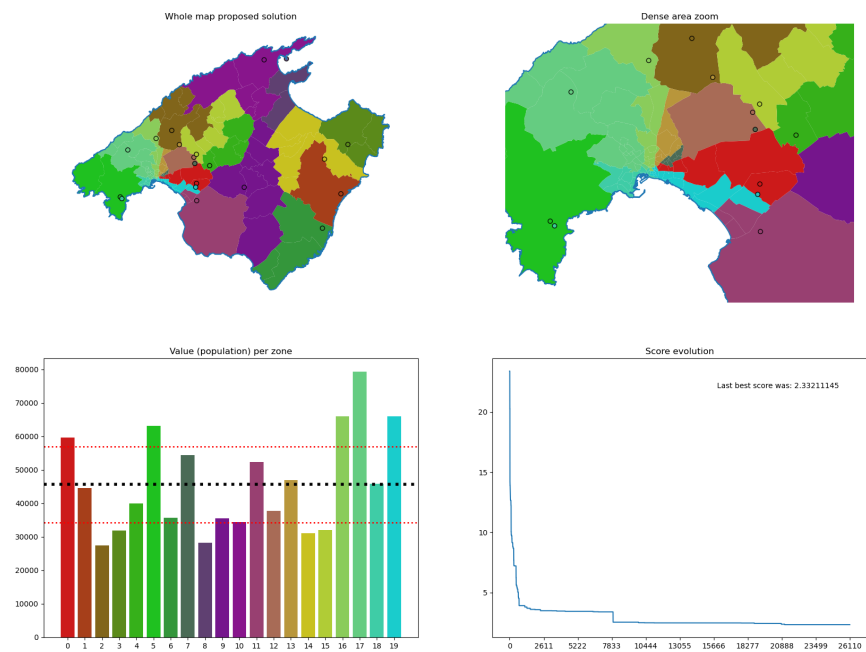 Whole map proposed solution
Dense area zoom
Value (population) per zone
80000
70000
60000
50000
40000
30000
20000
10000
0
0 1 2 3 4 5 6 7 8 9 10 11 12 13 14 15 16 17 18 19
Score evolution
Last best score was: 2.33211145
20
15
10
5
0 2611 5222 7833 10444 13055 15666 18277 20888 23499 26110